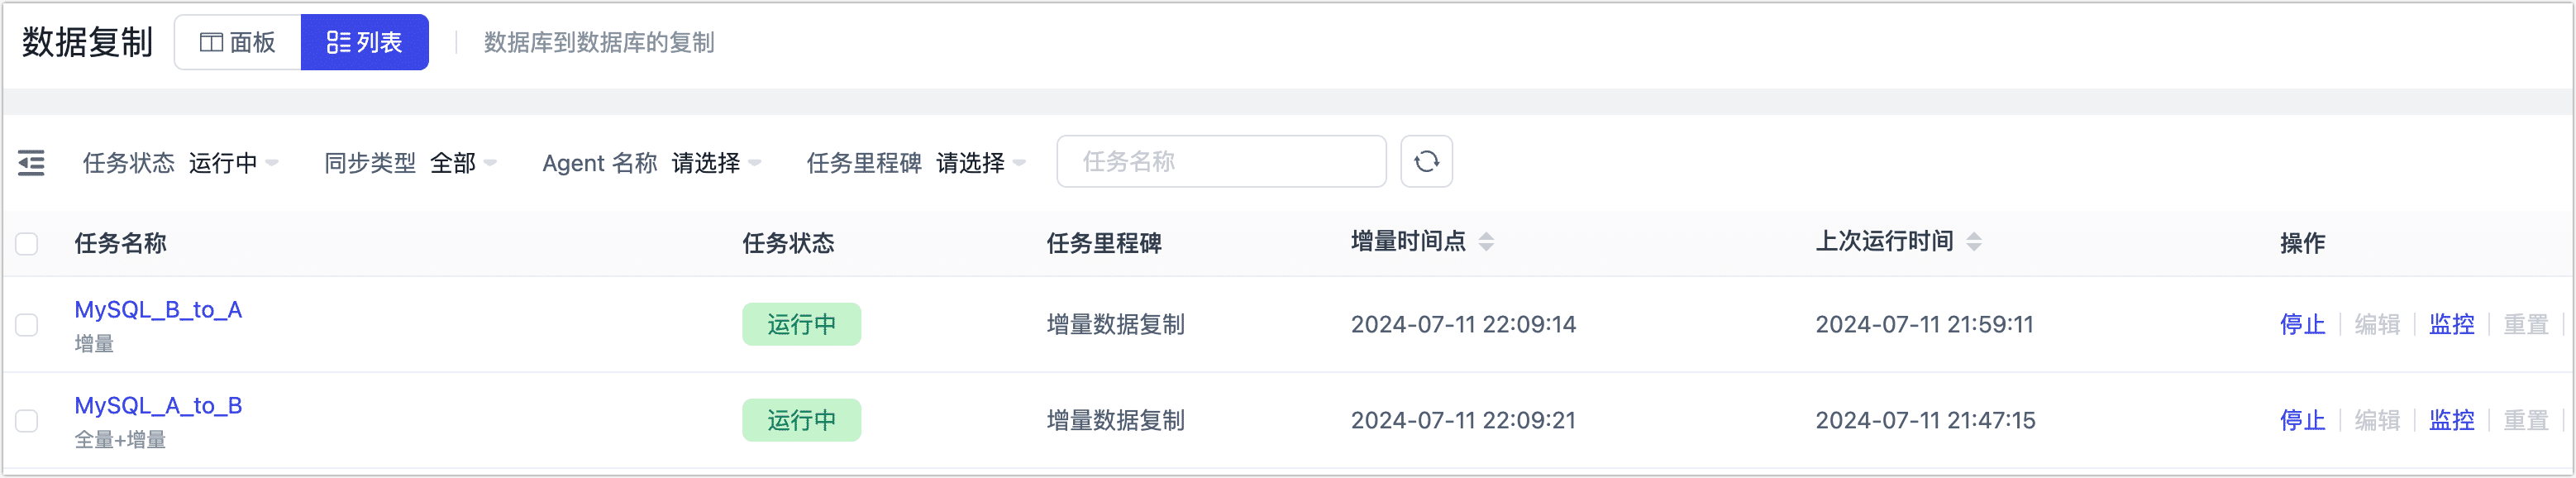 数据复制 面板 列表 数据库到数据库的复制
任务状态 运行中 同步类型 全部 Agent 名称 请选择 任务里程碑 请选择 任务名称
任务名称 任务状态 任务里程碑 增量时间点 上次运行时间 操作
MySQL_B_to_A
增量
运行中 增量数据复制 2024-07-11 22:09:14 2024-07-11 21:59:11 停止 编辑 监控 重置
MySQL_A_to_B
全量+增量
运行中 增量数据复制 2024-07-11 22:09:21 2024-07-11 21:47:15 停止 编辑 监控 重置